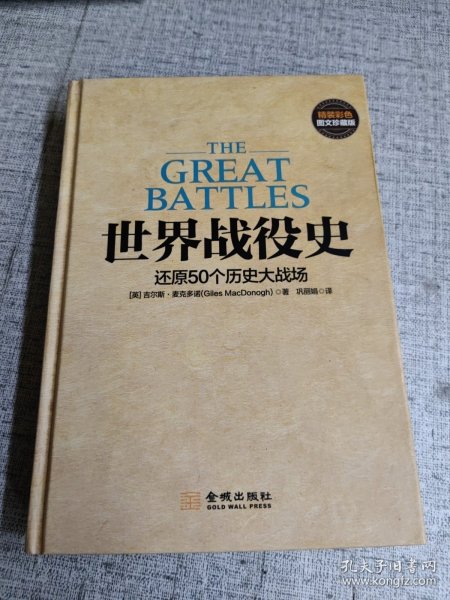 精装彩色
图文珍藏版
THE
GREAT
BATTLES
世界战役史
还原50个历史大战场
[英] 吉尔斯·麦克多诺(Giles MacDonogh) ◎著 巩丽娟◎译
金城出版社
GOLD WALL PRESS
孔夫子旧书网
www.kongfz.com